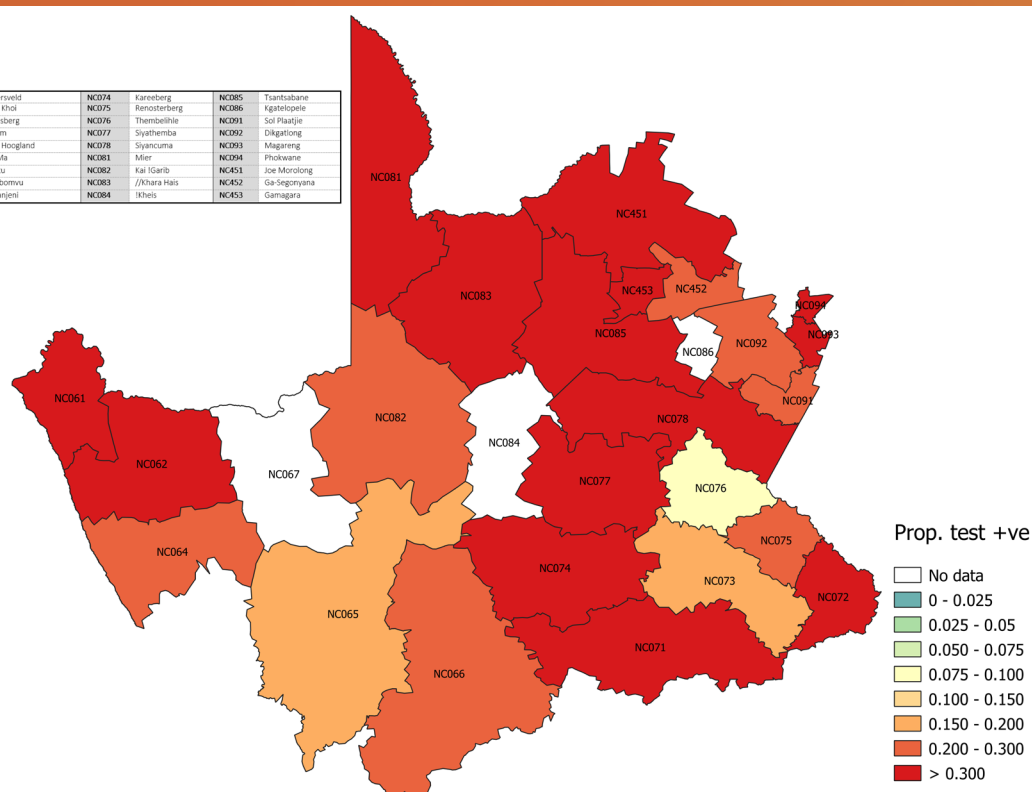 ersveld NC074 Kareeberg NC085 Tsantsabane
Khoi NC075 Renosterberg NC086 Kgatelopele
sberg NC076 Thembelihle NC091 Sol Plaatjie
m NC077 Siyathemba NC092 Dikgatlong
Hoogland NC078 Siyancuma NC093 Magareng
Ma NC081 Mier NC094 Phokwane
u NC082 Kai !Garib NC451 Joe Morolong
bomvu NC083 //Khara Hais NC452 Ga-Segonyana
anjeni NC084 !Kheis NC453 Gamagara
NC081
NC451
NC083
NC453
NC452
NC094
NC085
NC093
NC092
NC086
NC061
NC091
NC082
NC078
NC084
NC062
NC067
NC077
NC076
NC064
NC075
NC074
NC073
NC072
NC065
NC071
NC066
Prop. test +ve
No data
0 - 0.025
0.025 - 0.05
0.050 - 0.075
0.075 - 0.100
0.100 - 0.150
0.150 - 0.200
0.200 - 0.300
> 0.300